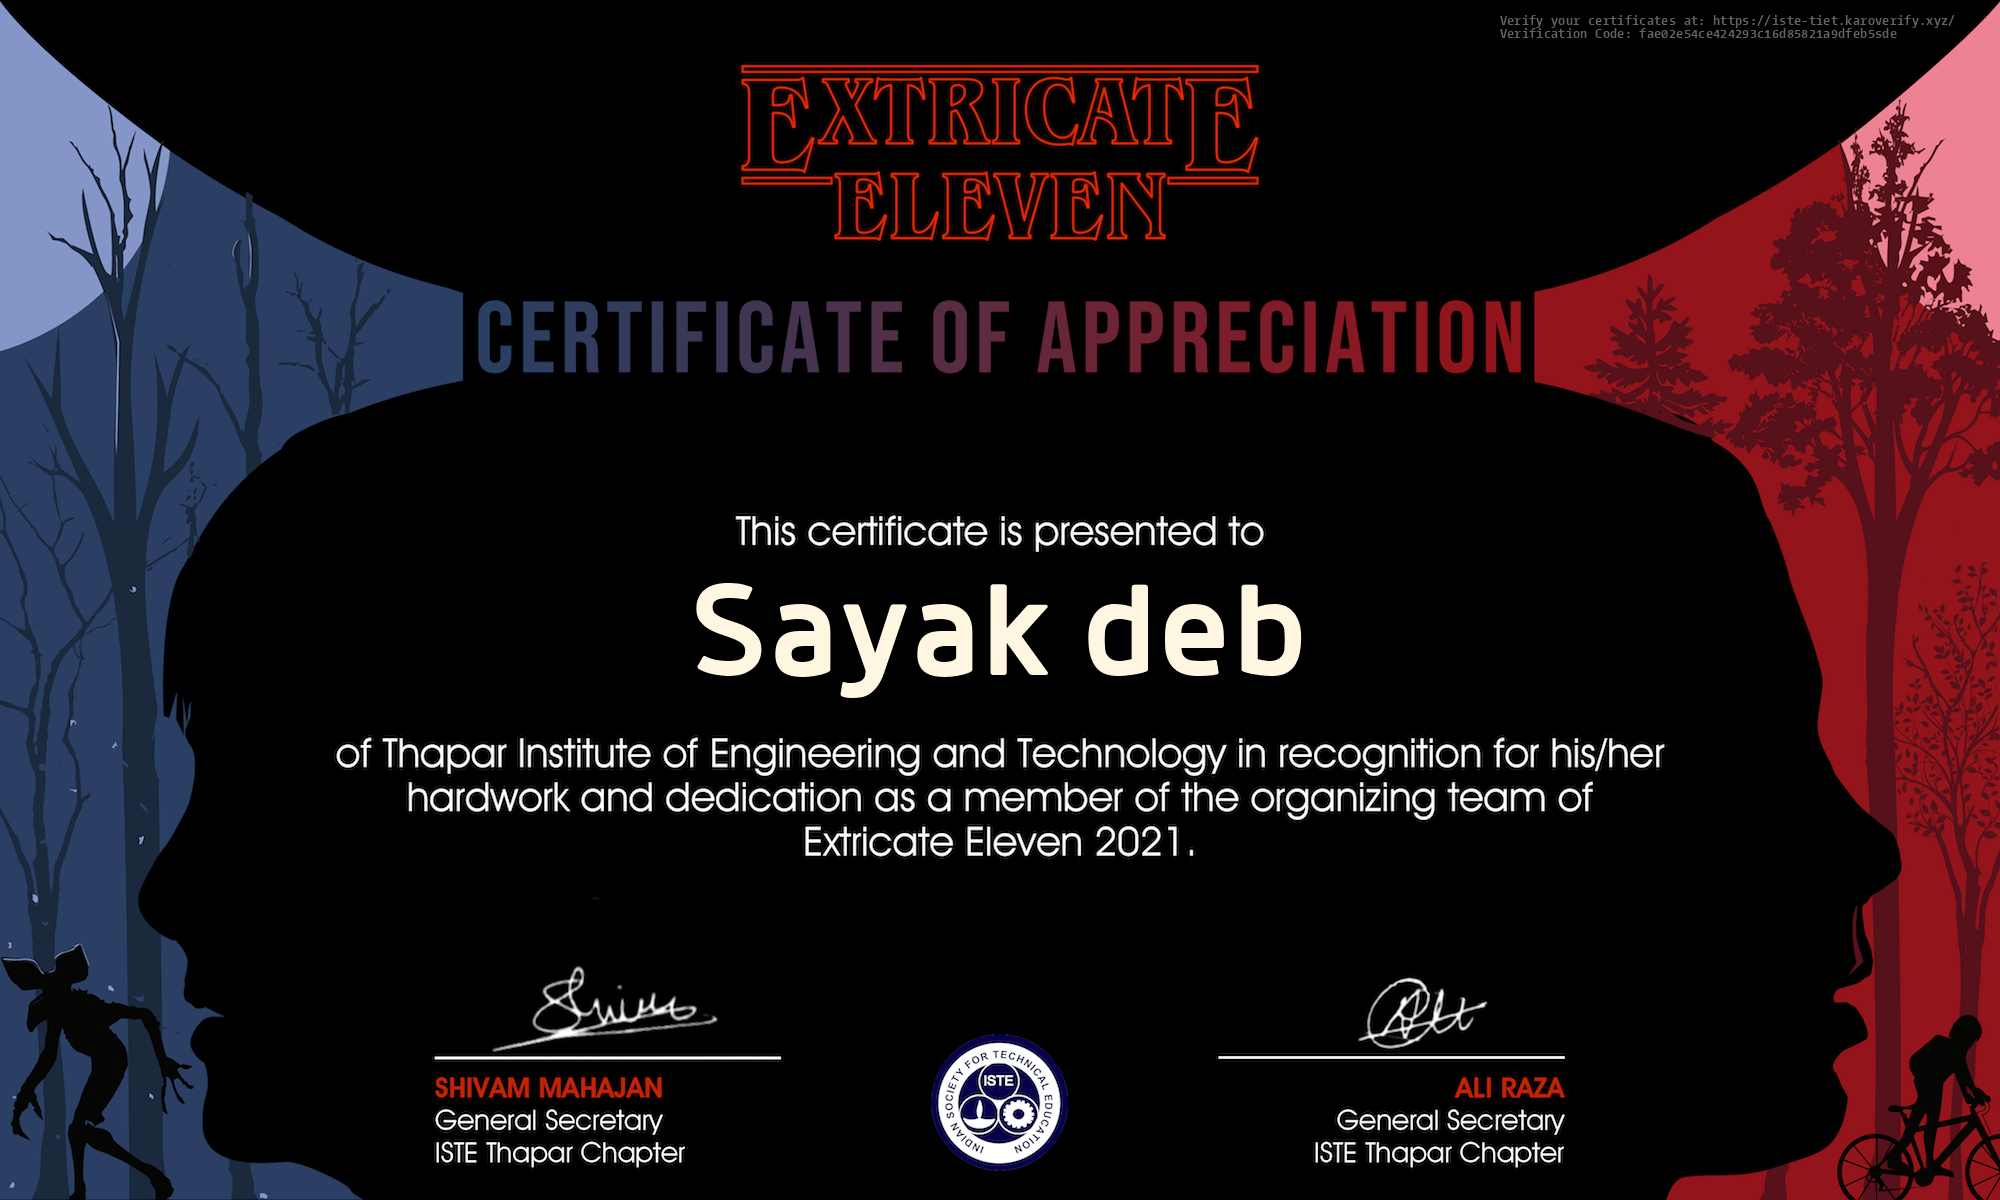 Verify your certificates at: https://iste-tiet.karoverify.xyz/
Verification Code: fae02e54ce424293c16d85821a9dfeb5sde
EXTRICATE
ELEVEN
CERTIFICATE OF APPRECIATION
This certificate is presented to
Sayak deb
of Thapar Institute of Engineering and Technology in recognition for his/her
hardwork and dedication as a member of the organizing team of
Extricate Eleven 2021.
SHIVAM MAHAJAN
General Secretary
ISTE Thapar Chapter
INDIAN SOCIETY FOR TECHNICAL EDUCATION
ISTE
ALI RAZA
General Secretary
ISTE Thapar Chapter